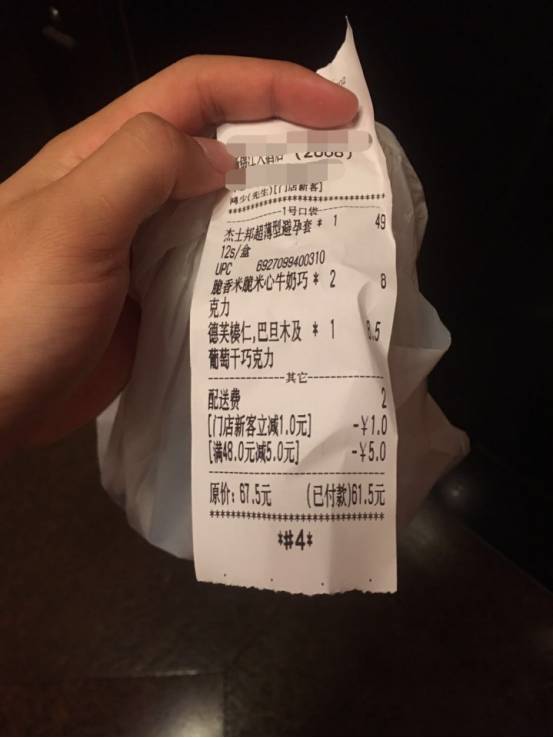 (2008)
(先生)[门店新客]
********************************
1号口袋
杰士邦超薄型避孕套 * 1 49
12s/盒
UPC 6927099400310
脆香米脆米心牛奶巧 * 2 8
克力
德芙榛仁,巴旦木及 * 1 8.5
葡萄干巧克力
其它
配送费 2
[门店新客立减1.0元] -￥1.0
[满48.0元减5.0元] -￥5.0
原价: 67.5元 (已付款)61.5元
********************************
*#4*